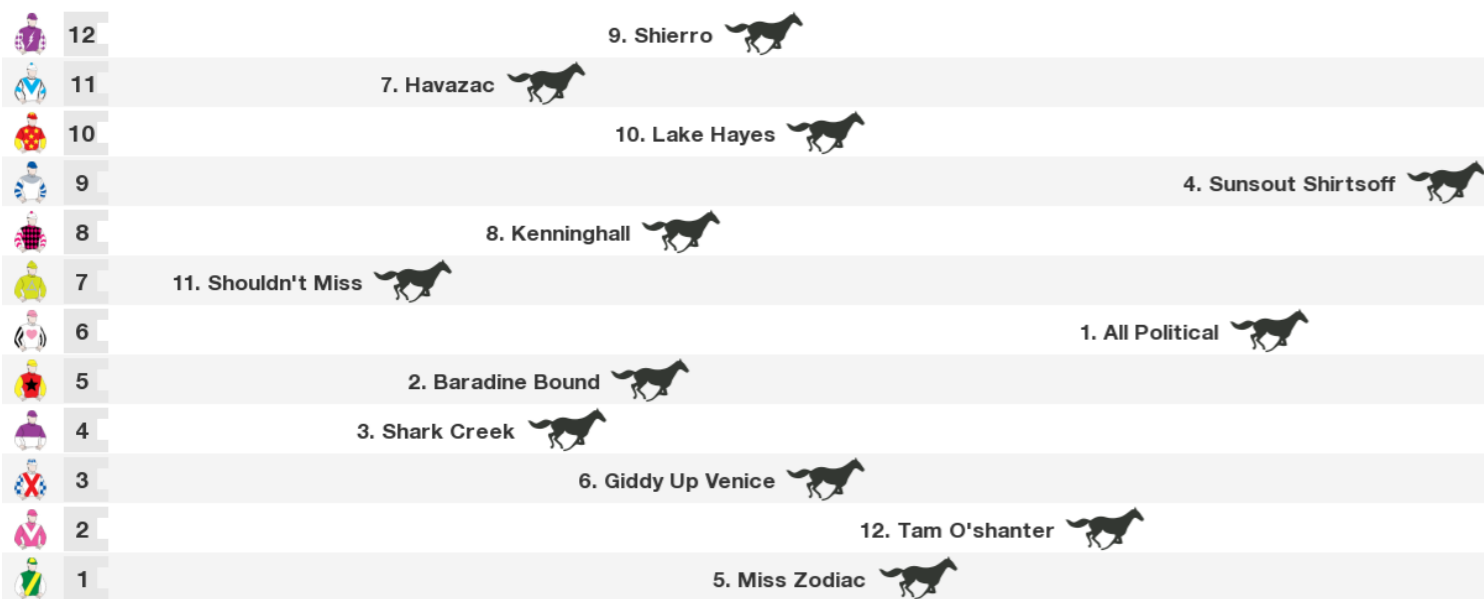 12 9. Shierro
11 7. Havazac
10 10. Lake Hayes
9 4. Sunsout Shirtsoff
8 8. Kenninghall
7 11. Shouldn't Miss
6 1. All Political
5 2. Baradine Bound
4 3. Shark Creek
3 6. Giddy Up Venice
2 12. Tam O'shanter
1 5. Miss Zodiac